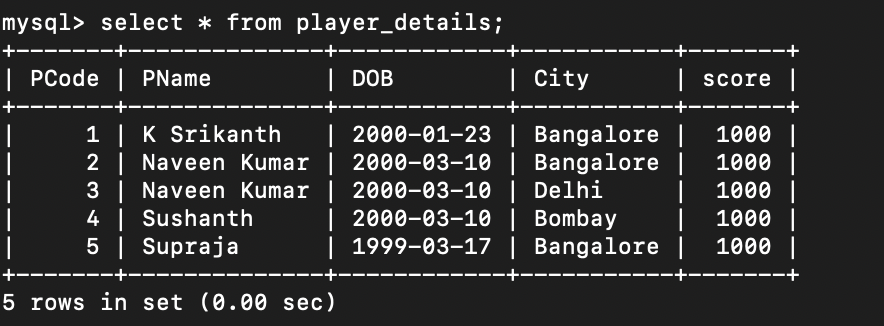 mysql> select * from player_details;
+-------+--------------+------------+-----------+-------+
| PCode | PName        | DOB        | City      | score |
+-------+--------------+------------+-----------+-------+
|     1 | K Srikanth   | 2000-01-23 | Bangalore |  1000 |
|     2 | Naveen Kumar | 2000-03-10 | Bangalore |  1000 |
|     3 | Naveen Kumar | 2000-03-10 | Delhi     |  1000 |
|     4 | Sushanth     | 2000-03-10 | Bombay    |  1000 |
|     5 | Supraja      | 1999-03-17 | Bangalore |  1000 |
+-------+--------------+------------+-----------+-------+
5 rows in set (0.00 sec)